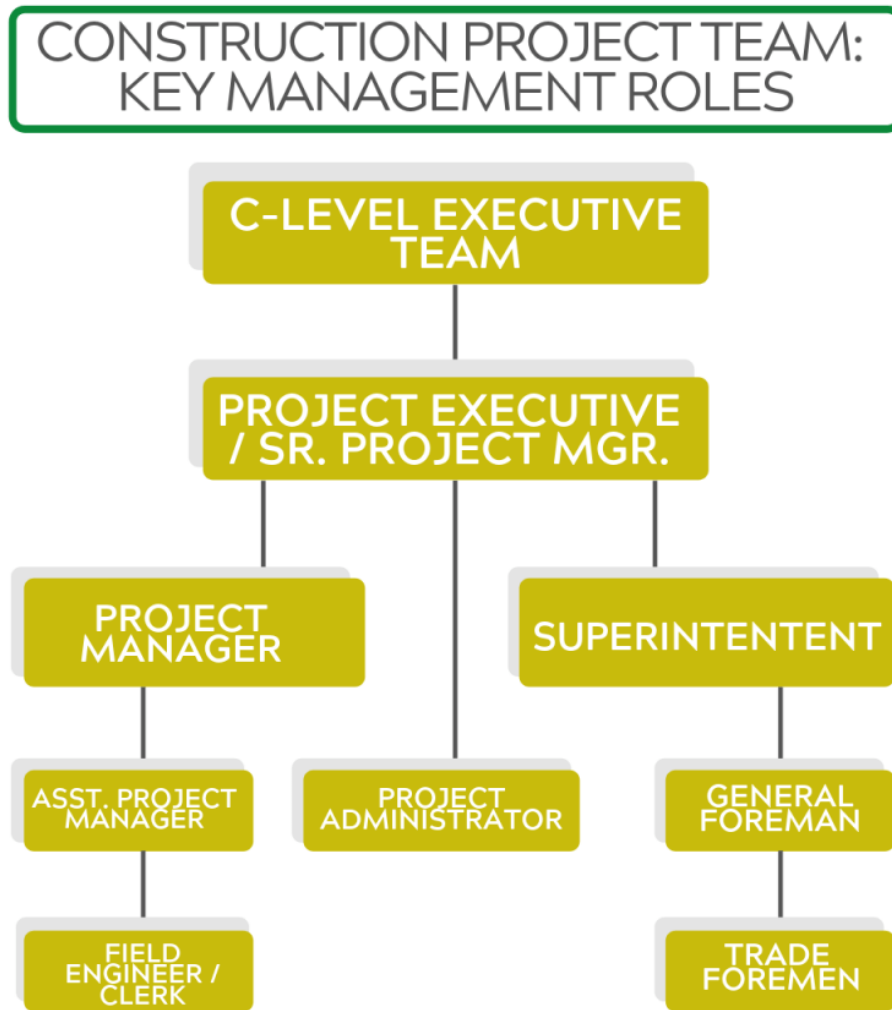 CONSTRUCTION PROJECT TEAM:
KEY MANAGEMENT ROLES
C-LEVEL EXECUTIVE
TEAM
PROJECT EXECUTIVE
/ SR. PROJECT MGR.
PROJECT
MANAGER
SUPERINTENTENT
ASST. PROJECT
MANAGER
PROJECT
ADMINISTRATOR
GENERAL
FOREMAN
FIELD
ENGINEER /
CLERK
TRADE
FOREMEN